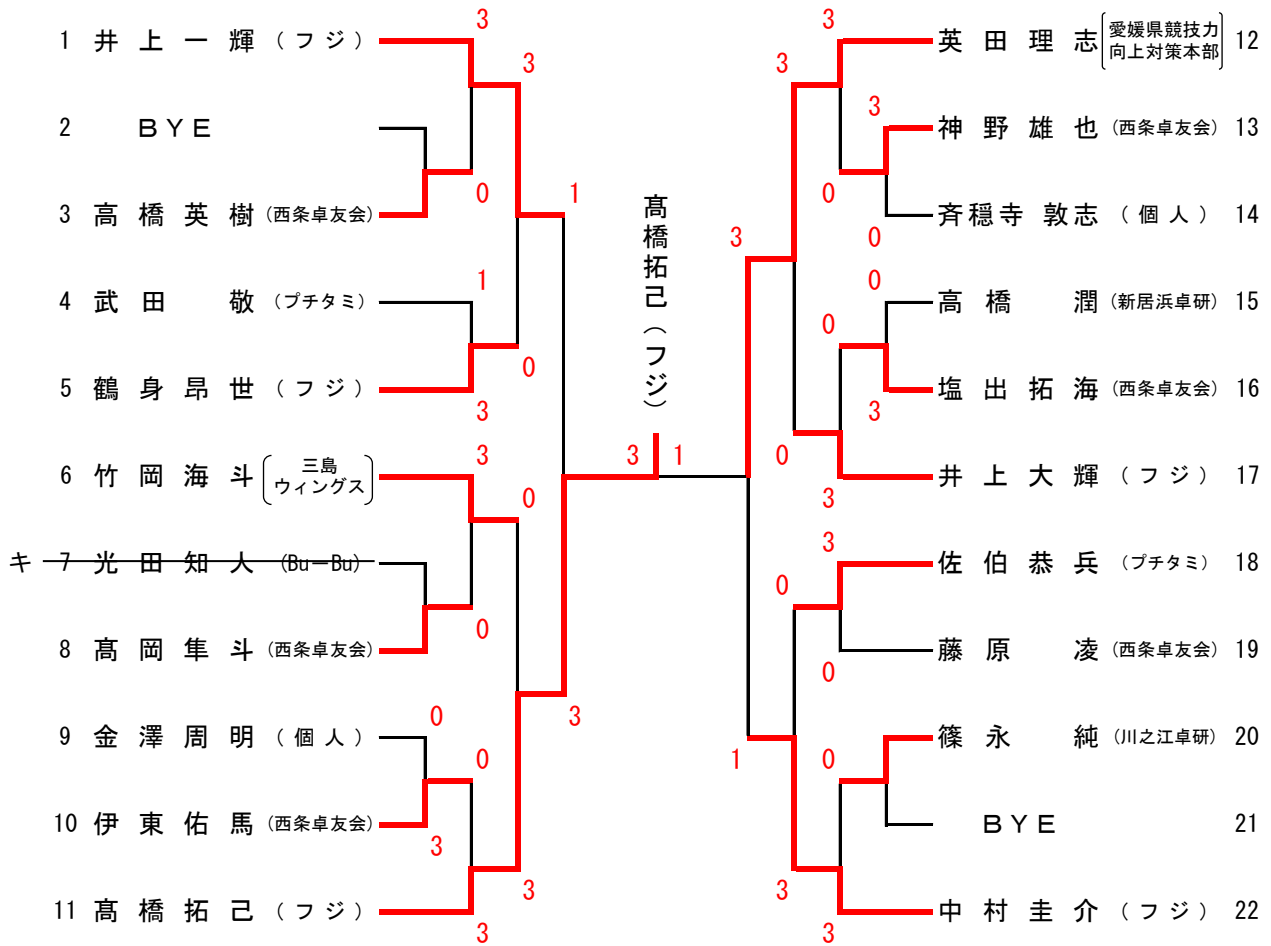 1 井上一輝 (フジ)
2 BYE
3 高橋英樹 (西条卓友会)
4 武田 敬 (プチタミ)
5 鶴身昂世 (フジ)
6 竹岡海斗 (三島ウィングス)
キ 7 光田知人 (Bu-Bu)
8 髙岡隼斗 (西条卓友会)
9 金澤周明 (個人)
10 伊東佑馬 (西条卓友会)
11 髙橋拓己 (フジ)
3
3
0
1
1
0
3
3
0
0
3
0
0
3
3
3
髙橋拓己(フジ)
3 1
3
3
3
0
0
3
0
0
3
0
3
3
0
0
1
0
3
3
英田理志 (愛媛県競技力向上対策本部) 12
神野雄也 (西条卓友会) 13
斉穏寺敦志 (個人) 14
高橋 潤 (新居浜卓研) 15
塩出拓海 (西条卓友会) 16
井上大輝 (フジ) 17
佐伯恭兵 (プチタミ) 18
藤原 凌 (西条卓友会) 19
篠永 純 (川之江卓研) 20
BYE 21
中村圭介 (フジ) 22